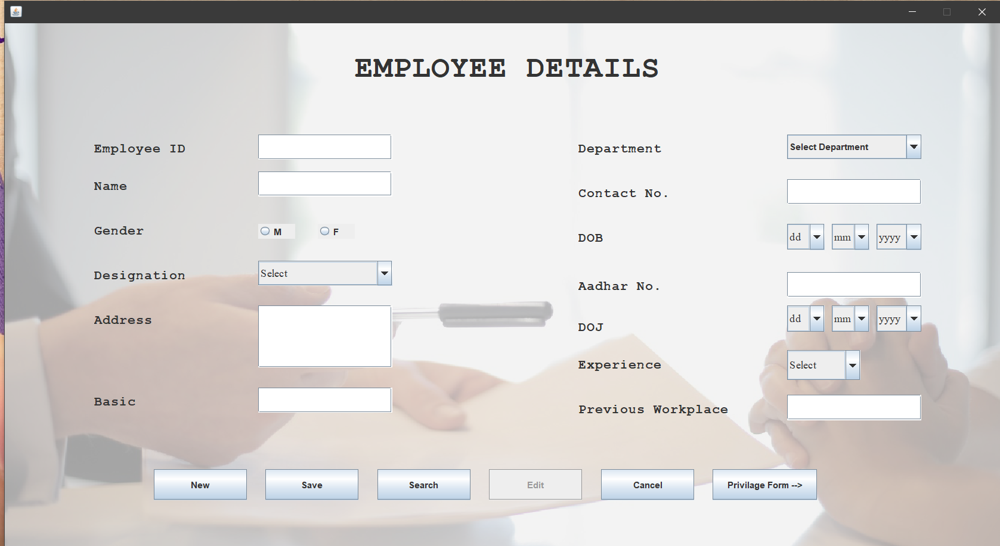 EMPLOYEE DETAILS
Employee ID
Name
Gender
M
F
Designation
Select
Address
Basic
Department
Select Department
Contact No.
DOB
dd
mm
yyyy
Aadhar No.
DOJ
dd
mm
yyyy
Experience
Select
Previous Workplace
New
Save
Search
Edit
Cancel
Privilage Form -->